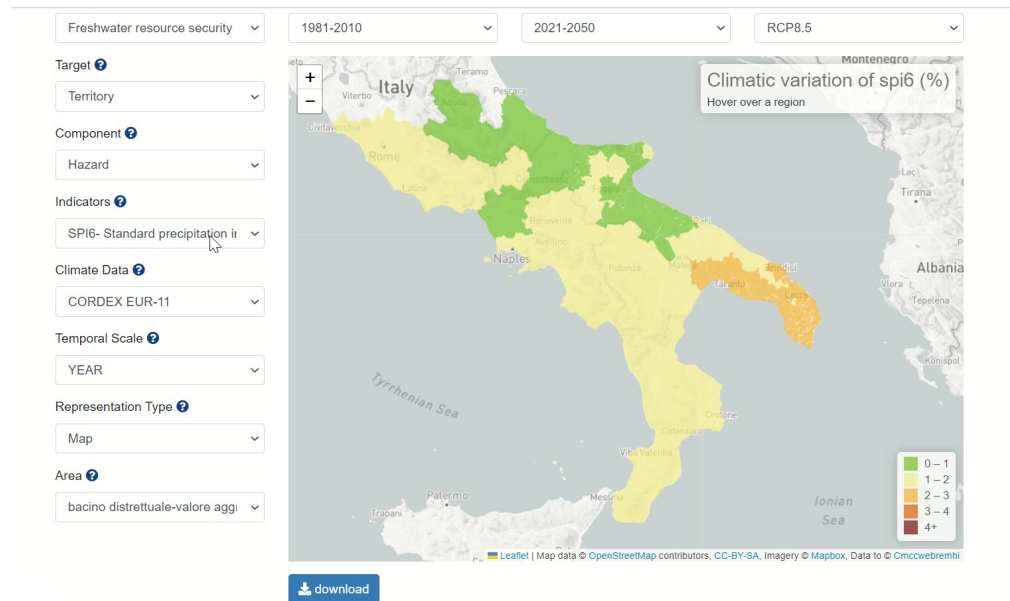 Freshwater resource security
1981-2010
2021-2050
RCP8.5
Target
Territory
Component
Hazard
Indicators
SPI6- Standard precipitation ir
Climate Data
CORDEX EUR-11
Temporal Scale
YEAR
Representation Type
Map
Area
bacino distrettuale-valore aggr
+
−
Climatic variation of spi6 (%)
Hover over a region
Montenegro
Teramo
Italy
Viterbo
Pescara
Aquila
Civitavecchia
Rome
Latina
Campobasso
Foggia
Bari
Benevento
Avellino
Naples
Potenza
Matera
Taranto
Brindisi
Lecce
Tirana
Albania
Vlora
Tepelena
Konispol
Tyrrhenian Sea
Crotone
Catanzaro
Vibo Valentia
Palermo
Trapani
Messina
Ionian
Sea
0 – 1
1 – 2
2 – 3
3 – 4
4+
Leaflet | Map data © OpenStreetMap contributors, CC-BY-SA, Imagery © Mapbox, Data to © Cmccwebremhi
download